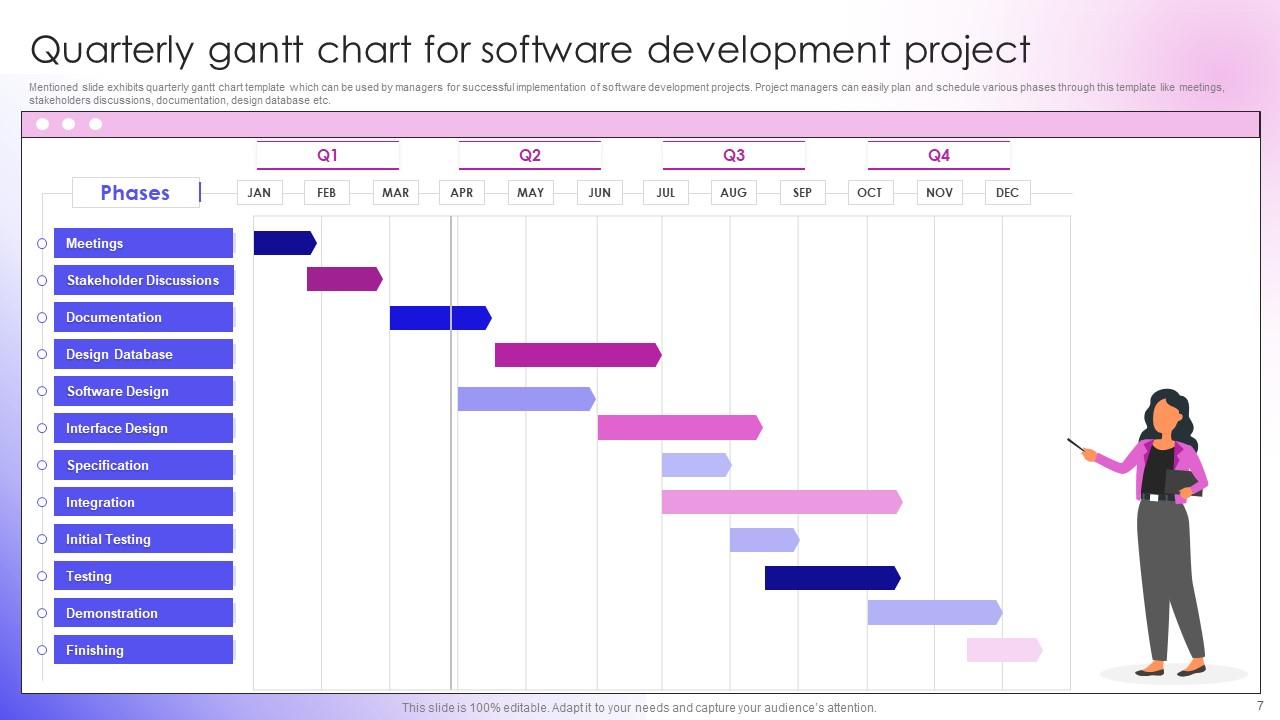 Quarterly gantt chart for software development project
Mentioned slide exhibits quarterly gantt chart template which can be used by managers for successful implementation of software development projects. Project managers can easily plan and schedule various phases through this template like meetings,
stakeholders discussions, documentation, design database etc.
Q1 Q2 Q3 Q4
Phases JAN FEB MAR APR MAY JUN JUL AUG SEP OCT NOV DEC
Meetings
Stakeholder Discussions
Documentation
Design Database
Software Design
Interface Design
Specification
Integration
Initial Testing
Testing
Demonstration
Finishing
This slide is 100% editable. Adapt it to your needs and capture your audience's attention.
7